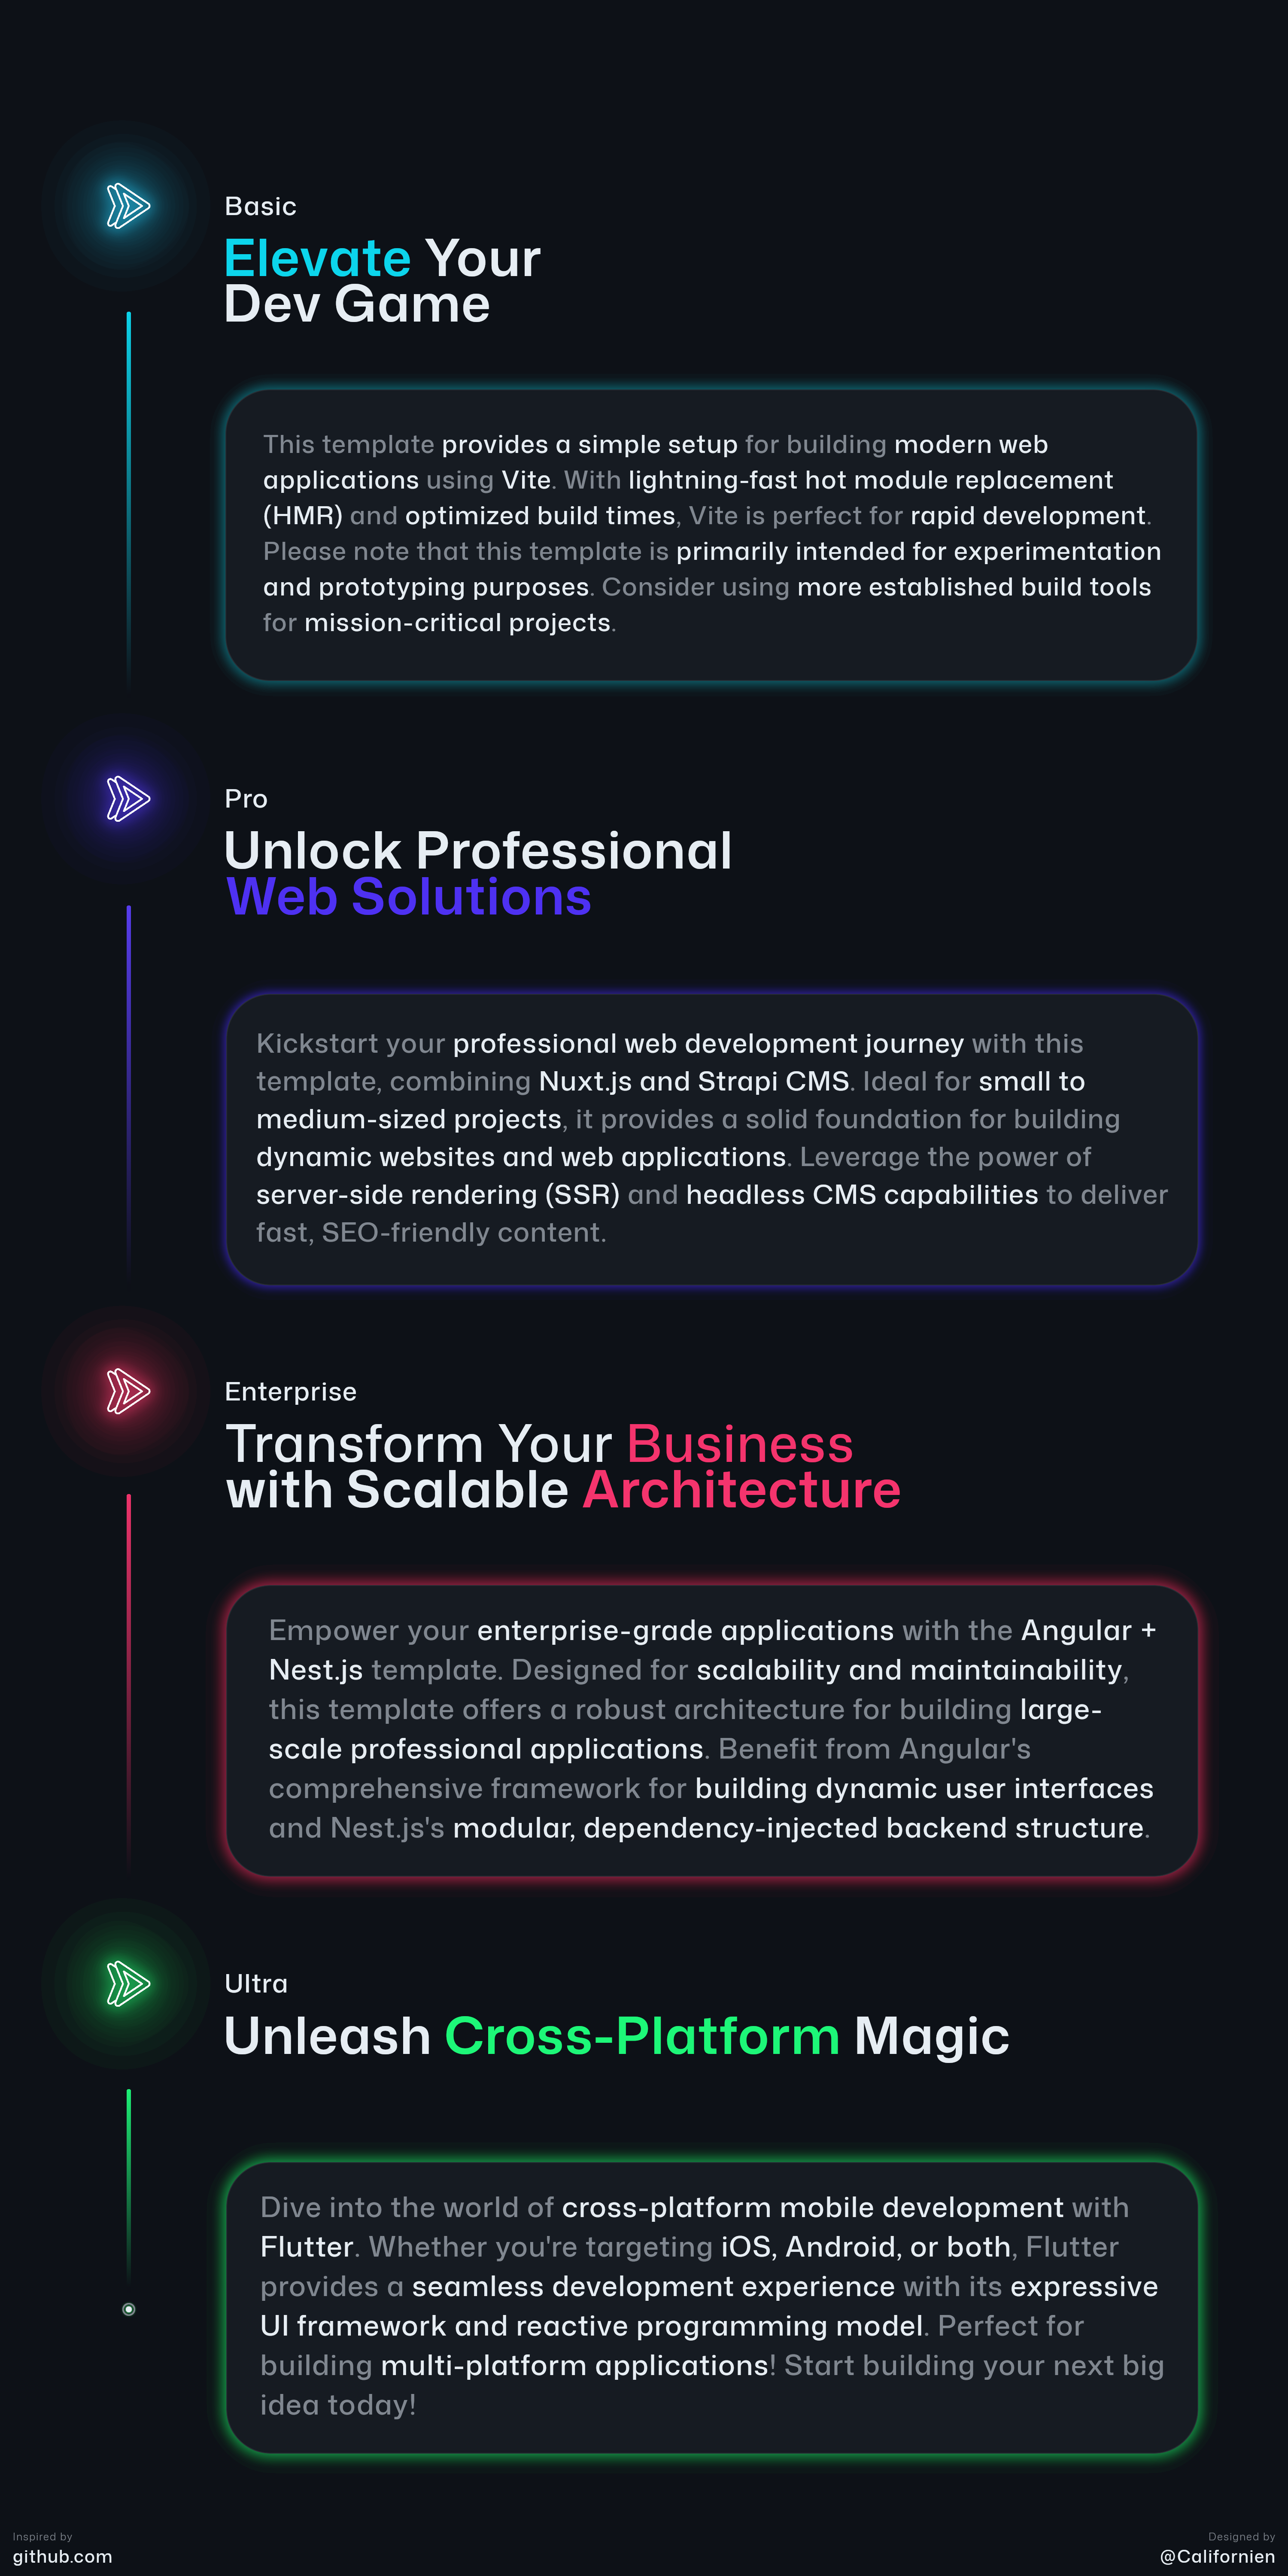 Basic
Elevate Your
Dev Game
This template provides a simple setup for building modern web
applications using Vite. With lightning-fast hot module replacement
(HMR) and optimized build times, Vite is perfect for rapid development.
Please note that this template is primarily intended for experimentation
and prototyping purposes. Consider using more established build tools
for mission-critical projects.
Pro
Unlock Professional
Web Solutions
Kickstart your professional web development journey with this
template, combining Nuxt.js and Strapi CMS. Ideal for small to
medium-sized projects, it provides a solid foundation for building
dynamic websites and web applications. Leverage the power of
server-side rendering (SSR) and headless CMS capabilities to deliver
fast, SEO-friendly content.
Enterprise
Transform Your Business
with Scalable Architecture
Empower your enterprise-grade applications with the Angular +
Nest.js template. Designed for scalability and maintainability,
this template offers a robust architecture for building large-
scale professional applications. Benefit from Angular's
comprehensive framework for building dynamic user interfaces
and Nest.js's modular, dependency-injected backend structure.
Ultra
Unleash Cross-Platform Magic
Dive into the world of cross-platform mobile development with
Flutter. Whether you're targeting iOS, Android, or both, Flutter
provides a seamless development experience with its expressive
UI framework and reactive programming model. Perfect for
building multi-platform applications! Start building your next big
idea today!
Inspired by
github.com
Designed by
@Californien